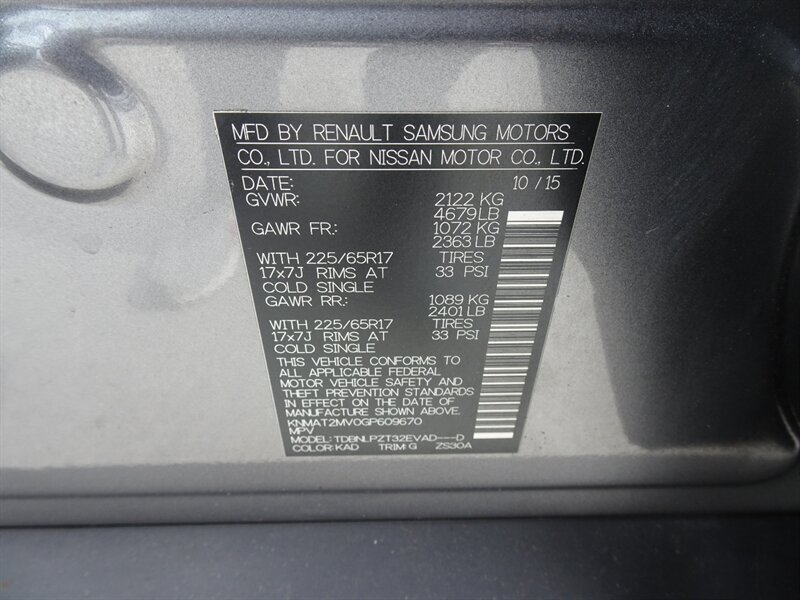 MFD BY RENAULT SAMSUNG MOTORS
CO., LTD. FOR NISSAN MOTOR CO., LTD.
DATE: 10 / 15
GVWR: 2122 KG
4679 LB
GAWR FR: 1072 KG
2363 LB
WITH 225/65R17 TIRES
17x7J RIMS AT 33 PSI
COLD SINGLE
GAWR RR: 1089 KG
2401 LB
WITH 225/65R17 TIRES
17x7J RIMS AT 33 PSI
COLD SINGLE
THIS VEHICLE CONFORMS TO
ALL APPLICABLE FEDERAL
MOTOR VEHICLE SAFETY AND
THEFT PREVENTION STANDARDS
IN EFFECT ON THE DATE OF
MANUFACTURE SHOWN ABOVE.
KNMAT2MV0GP609670
MPV
MODEL: TDBNLPZT32EVAD---D
COLOR: KAD TRIM G ZS30A